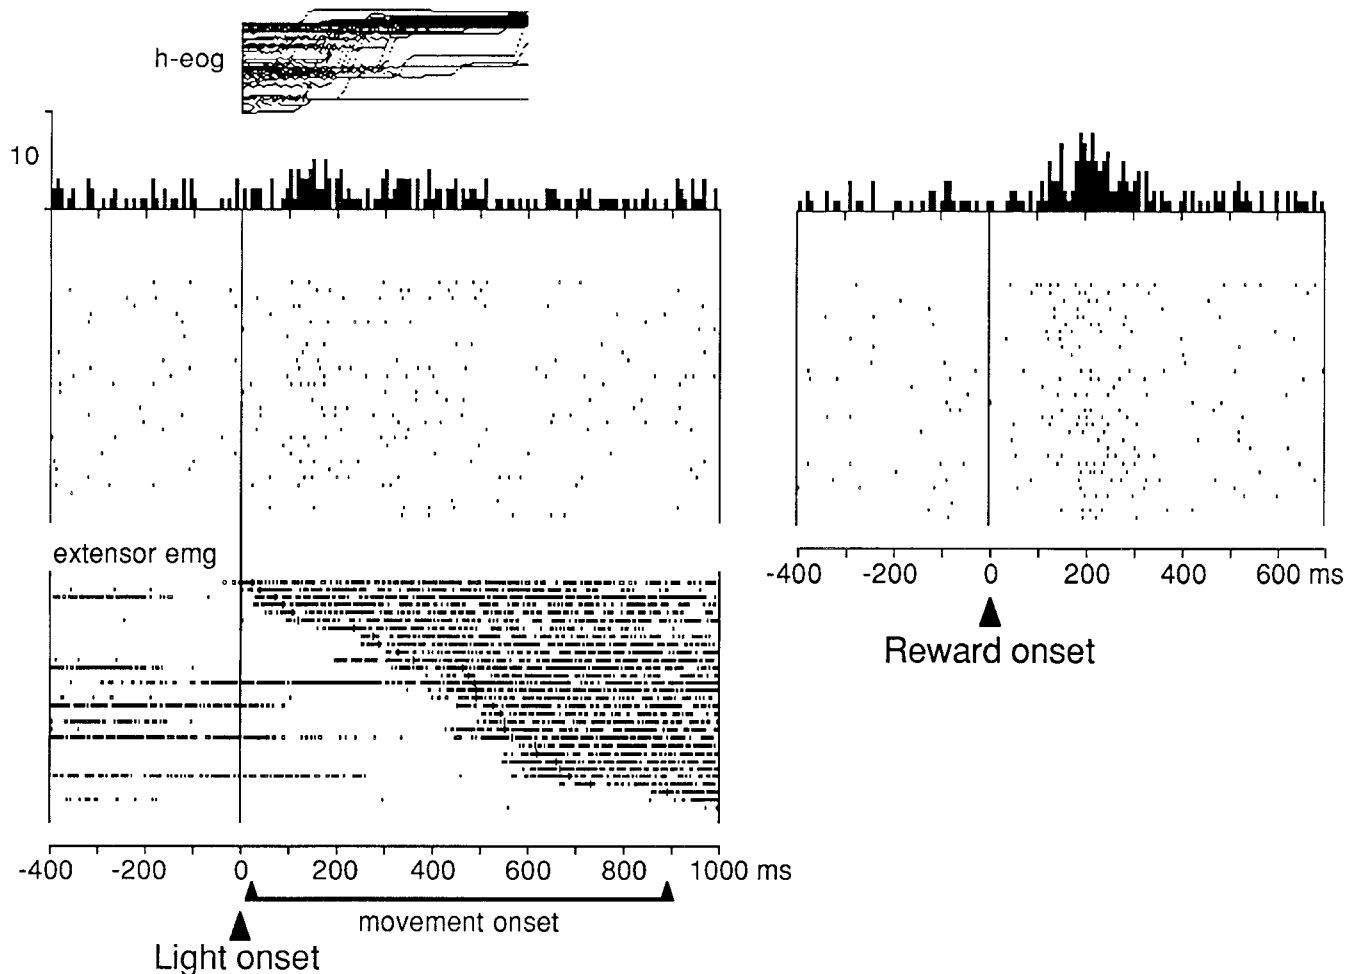 h-eog
10
extensor emg
-400 -200 0 200 400 600 800 1000 ms
movement onset
Light onset
-400 -200 0 200 400 600 ms
Reward onset